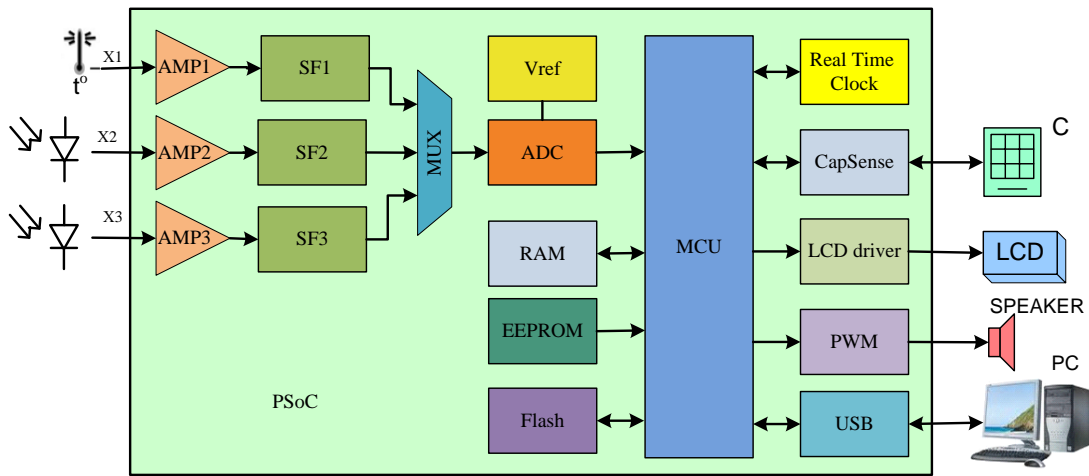 X1
t°
AMP1
SF1
X2
AMP2
SF2
X3
AMP3
SF3
MUX
Vref
ADC
RAM
EEPROM
Flash
PSoC
MCU
Real Time
Clock
CapSense
LCD driver
PWM
USB
C
LCD
SPEAKER
PC